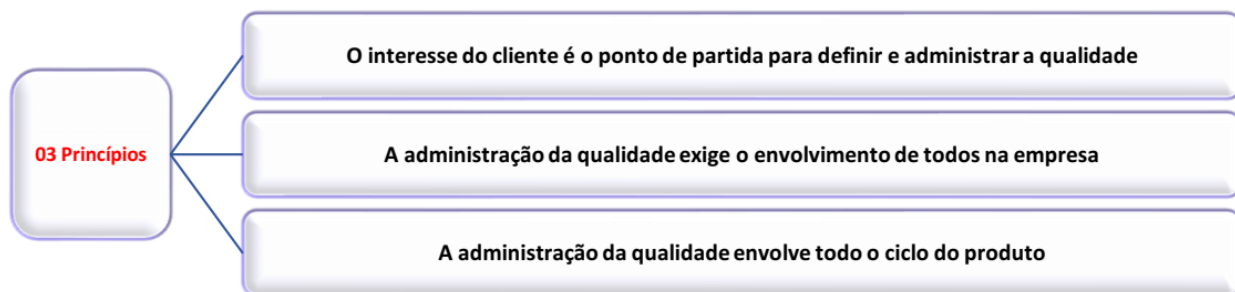 O interesse do cliente é o ponto de partida para definir e administrar a qualidade
03 Princípios
A administração da qualidade exige o envolvimento de todos na empresa
A administração da qualidade envolve todo o ciclo do produto